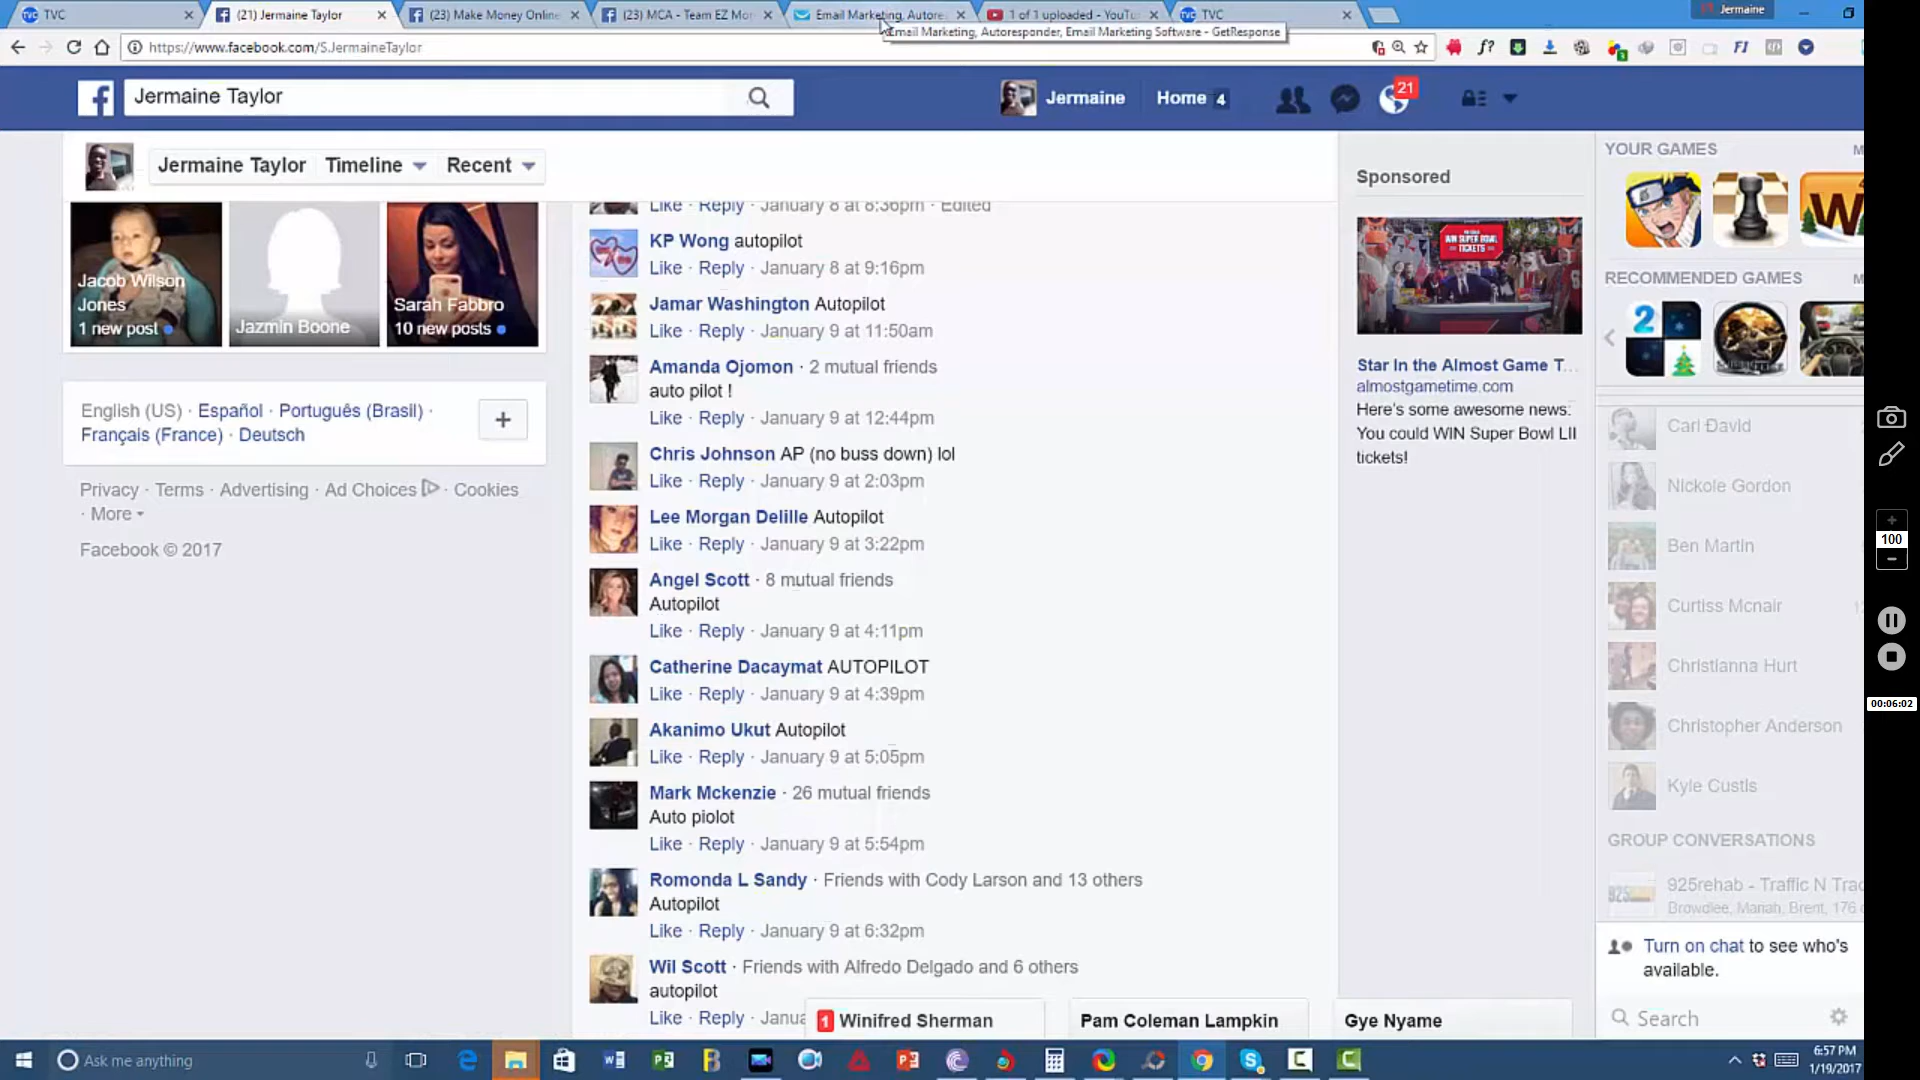 TVC
(21) Jermaine Taylor
(23) Make Money Online
(23) MCA - Team EZ Mo
Email Marketing, Autore
1 of 1 uploaded - YouTu
TVC
Jermaine
https://www.facebook.com/S.JermaineTaylor
Email Marketing, Autoresponder, Email Marketing Software - GetResponse
Jermaine Taylor
Jermaine
Home 4
21
Jermaine Taylor
Timeline
Recent
Jacob Wilson
Jones
1 new post
Jazmin Boone
Sarah Fabbro
10 new posts
English (US) · Español · Português (Brasil) ·
Français (France) · Deutsch
Privacy · Terms · Advertising · Ad Choices · Cookies
· More
Facebook © 2017
Like · Reply · January 8 at 8:36pm · Edited
KP Wong autopilot
Like · Reply · January 8 at 9:16pm
Jamar Washington Autopilot
Like · Reply · January 9 at 11:50am
Amanda Ojomon · 2 mutual friends
auto pilot !
Like · Reply · January 9 at 12:44pm
Chris Johnson AP (no buss down) lol
Like · Reply · January 9 at 2:03pm
Lee Morgan Delille Autopilot
Like · Reply · January 9 at 3:22pm
Angel Scott · 8 mutual friends
Autopilot
Like · Reply · January 9 at 4:11pm
Catherine Dacaymat AUTOPILOT
Like · Reply · January 9 at 4:39pm
Akanimo Ukut Autopilot
Like · Reply · January 9 at 5:05pm
Mark Mckenzie · 26 mutual friends
Auto piolot
Like · Reply · January 9 at 5:54pm
Romonda L Sandy · Friends with Cody Larson and 13 others
Autopilot
Like · Reply · January 9 at 6:32pm
Wil Scott · Friends with Alfredo Delgado and 6 others
autopilot
Like · Reply · Janua
1 Winifred Sherman
Pam Coleman Lampkin
Gye Nyame
Sponsored
WIN SUPER BOWL
TICKETS
Star In the Almost Game T...
almostgametime.com
Here's some awesome news:
You could WIN Super Bowl LII
tickets!
YOUR GAMES
M
W
RECOMMENDED GAMES
M
2
Carl David
Nickole Gordon
Ben Martin
Curtiss Mcnair
Christianna Hurt
Christopher Anderson
Kyle Custis
GROUP CONVERSATIONS
925rehab - Traffic N Trac
Browdlee, Manah, Brent, 176 o
Turn on chat to see who's
available.
Search
100
00:06:02
Ask me anything
6:57 PM
1/19/2017